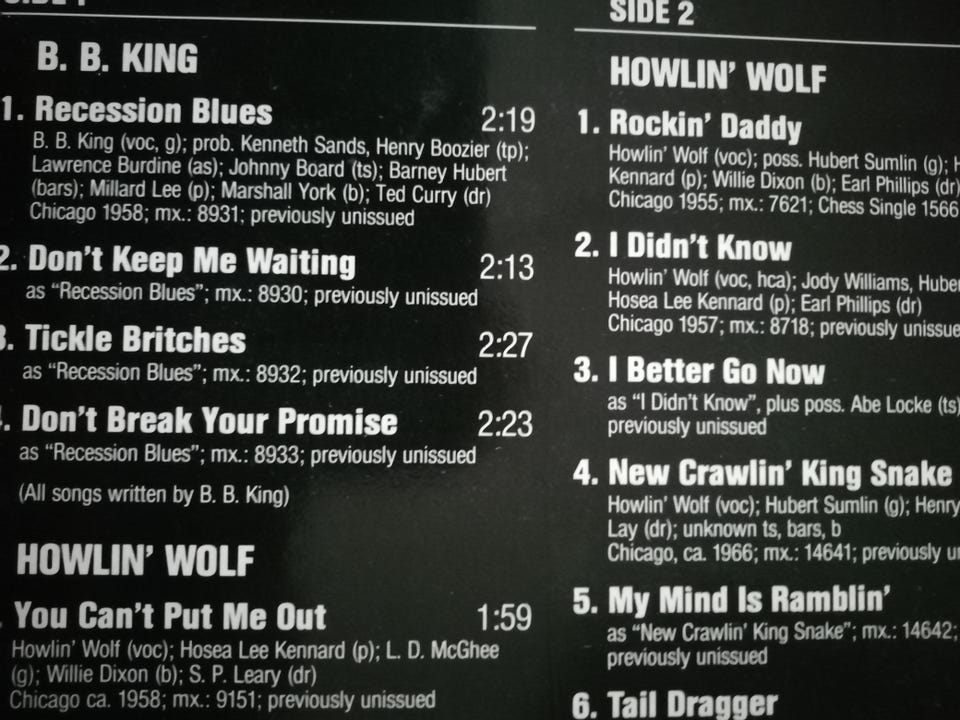 B. B. KING
1. Recession Blues 2:19
B. B. King (voc, g); prob. Kenneth Sands, Henry Boozier (tp);
Lawrence Burdine (as); Johnny Board (ts); Barney Hubert
(bars); Millard Lee (p); Marshall York (b); Ted Curry (dr)
Chicago 1958; mx.: 8931; previously unissued
2. Don't Keep Me Waiting 2:13
as "Recession Blues"; mx.: 8930; previously unissued
3. Tickle Britches 2:27
as "Recession Blues"; mx.: 8932; previously unissued
. Don't Break Your Promise 2:23
as "Recession Blues"; mx.: 8933; previously unissued
(All songs written by B. B. King)
HOWLIN' WOLF
You Can't Put Me Out 1:59
Howlin' Wolf (voc); Hosea Lee Kennard (p); L. D. McGhee
(g); Willie Dixon (b); S. P. Leary (dr)
Chicago ca. 1958; mx.: 9151; previously unissued
SIDE 2
HOWLIN' WOLF
1. Rockin' Daddy
Howlin' Wolf (voc); poss. Hubert Sumlin (g); H
Kennard (p); Willie Dixon (b); Earl Phillips (dr)
Chicago 1955; mx.: 7621; Chess Single 1566
2. I Didn't Know
Howlin' Wolf (voc, hca); Jody Williams, Huber
Hosea Lee Kennard (p); Earl Phillips (dr)
Chicago 1957; mx.: 8718; previously unissue
3. I Better Go Now
as "I Didn't Know", plus poss. Abe Locke (ts)
previously unissued
4. New Crawlin' King Snake
Howlin' Wolf (voc); Hubert Sumlin (g); Henry
Lay (dr); unknown ts, bars, b
Chicago, ca. 1966; mx.: 14641; previously un
5. My Mind Is Ramblin'
as "New Crawlin' King Snake"; mx.: 14642;
previously unissued
6. Tail Dragger